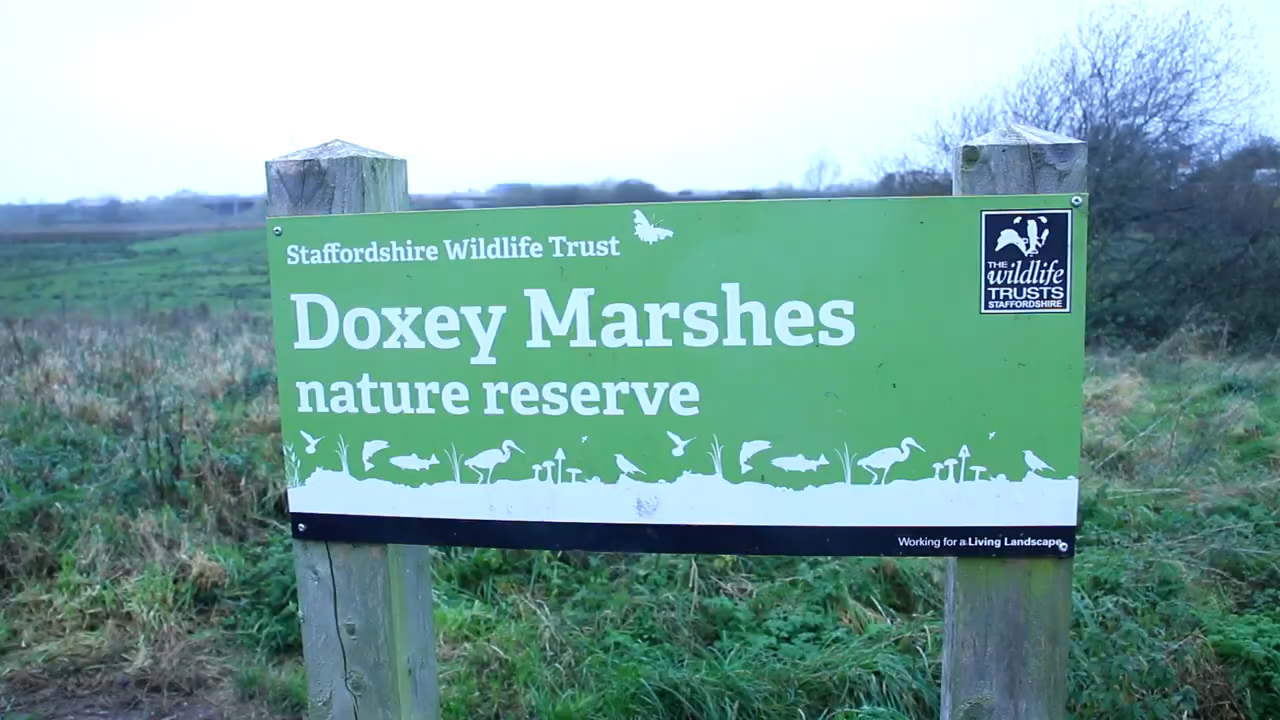 Staffordshire Wildlife Trust
Doxey Marshes
nature reserve
THE
wildlife
TRUSTS
STAFFORDSHIRE
Working for a Living Landscape